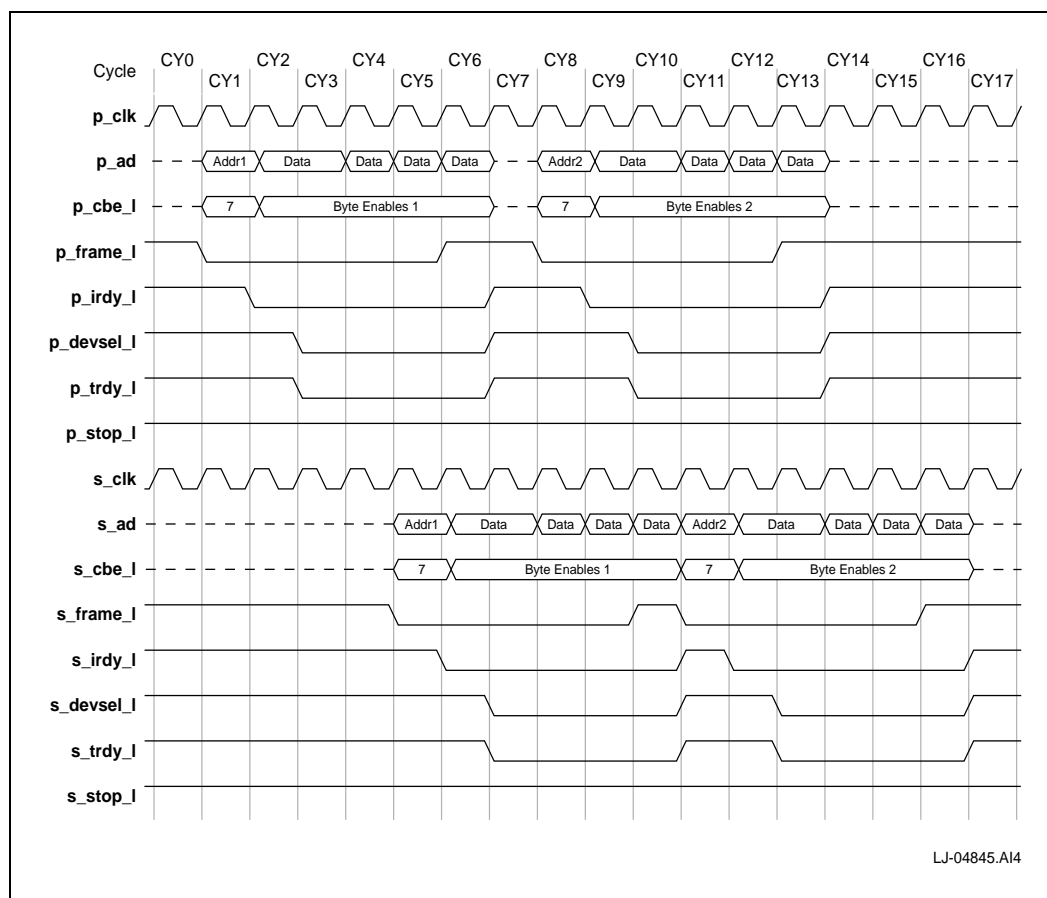 Cycle CY0 CY1 CY2 CY3 CY4 CY5 CY6 CY7 CY8 CY9 CY10 CY11 CY12 CY13 CY14 CY15 CY16 CY17
p_clk
p_ad Addr1 Data Data Data Data Addr2 Data Data Data Data
p_cbe_l 7 Byte Enables 1 7 Byte Enables 2
p_frame_l
p_irdy_l
p_devsel_l
p_trdy_l
p_stop_l
s_clk
s_ad Addr1 Data Data Data Data Addr2 Data Data Data Data
s_cbe_l 7 Byte Enables 1 7 Byte Enables 2
s_frame_l
s_irdy_l
s_devsel_l
s_trdy_l
s_stop_l
LJ-04845.AI4